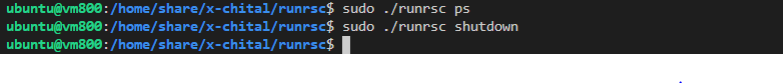 ubuntu@vm800:/home/share/x-chital/runrsc$ sudo ./runrsc ps
ubuntu@vm800:/home/share/x-chital/runrsc$ sudo ./runrsc shutdown
ubuntu@vm800:/home/share/x-chital/runrsc$